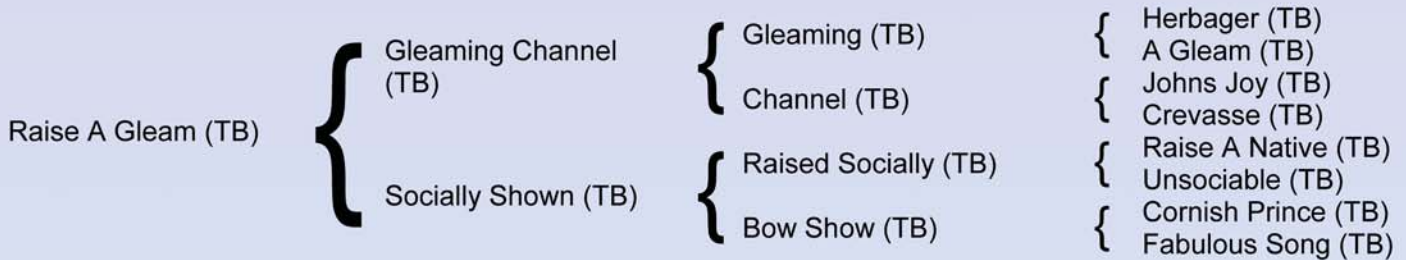 Raise A Gleam (TB)
Gleaming Channel
(TB)
Socially Shown (TB)
Gleaming (TB)
Channel (TB)
Raised Socially (TB)
Bow Show (TB)
Herbager (TB)
A Gleam (TB)
Johns Joy (TB)
Crevasse (TB)
Raise A Native (TB)
Unsociable (TB)
Cornish Prince (TB)
Fabulous Song (TB)